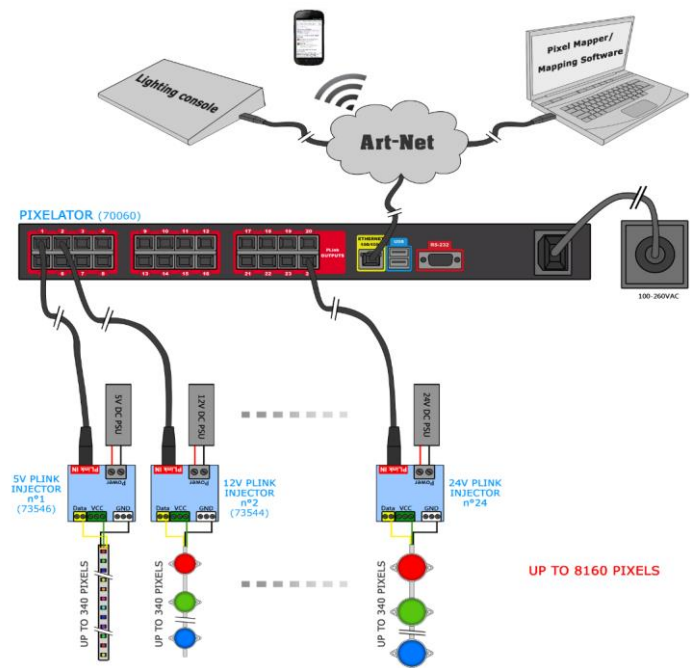 Lighting console
Pixel Mapper/
Mapping Software
Art-Net
PIXELATOR (70060)
1 2 3 4
9 10 11 12
17 18 19 20
6 7 8
13 14 15 16
21 22 23 2
PLink
OUTPUTS
ETHERNET
USB
RS-232
100-260VAC
5V DC PSU
12V DC PSU
24V DC PSU
5V PLINK
INJECTOR
n°1
(73546)
PLink IN
Power
Data VCC GND
12V PLINK
INJECTOR
n°2
(73544)
PLink IN
Power
Data VCC GND
24V PLINK
INJECTOR
n°24
PLink IN
Power
Data VCC GND
UP TO 340 PIXELS
UP TO 340 PIXELS
UP TO 340 PIXELS
UP TO 8160 PIXELS